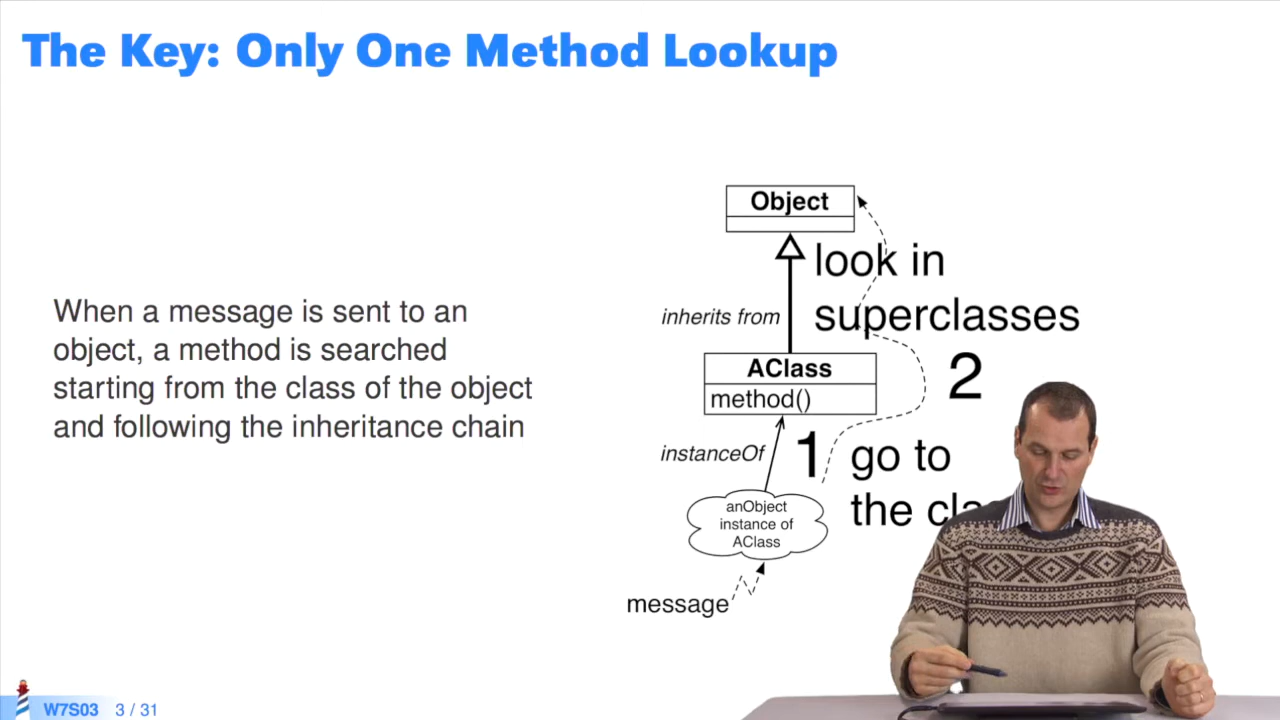 The Key: Only One Method Lookup
When a message is sent to an
object, a method is searched
starting from the class of the object
and following the inheritance chain
Object
look in
superclasses
2
inherits from
AClass
method()
instanceOf
1 go to
the
anObject
instance of
AClass
message
W7S03 3 / 31